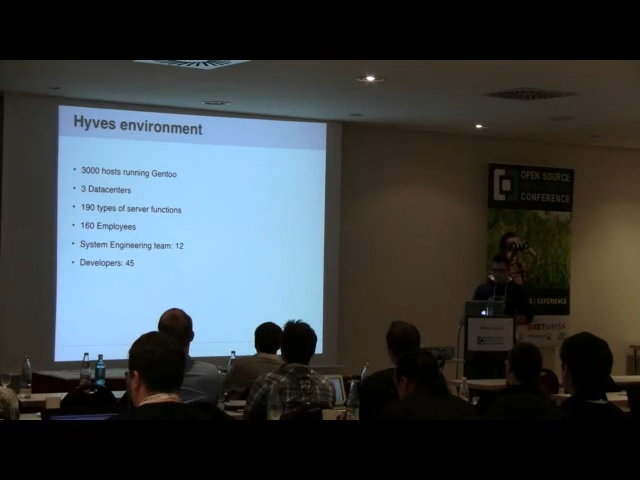 Hyves environment
• 3000 hosts running Gentoo
• 3 Datacenters
• 190 types of server functions
• 160 Employees
• System Engineering team: 12
• Developers: 45
OPEN SOURCE
CONFERENCE
EXPERIENCE
NETWAYS